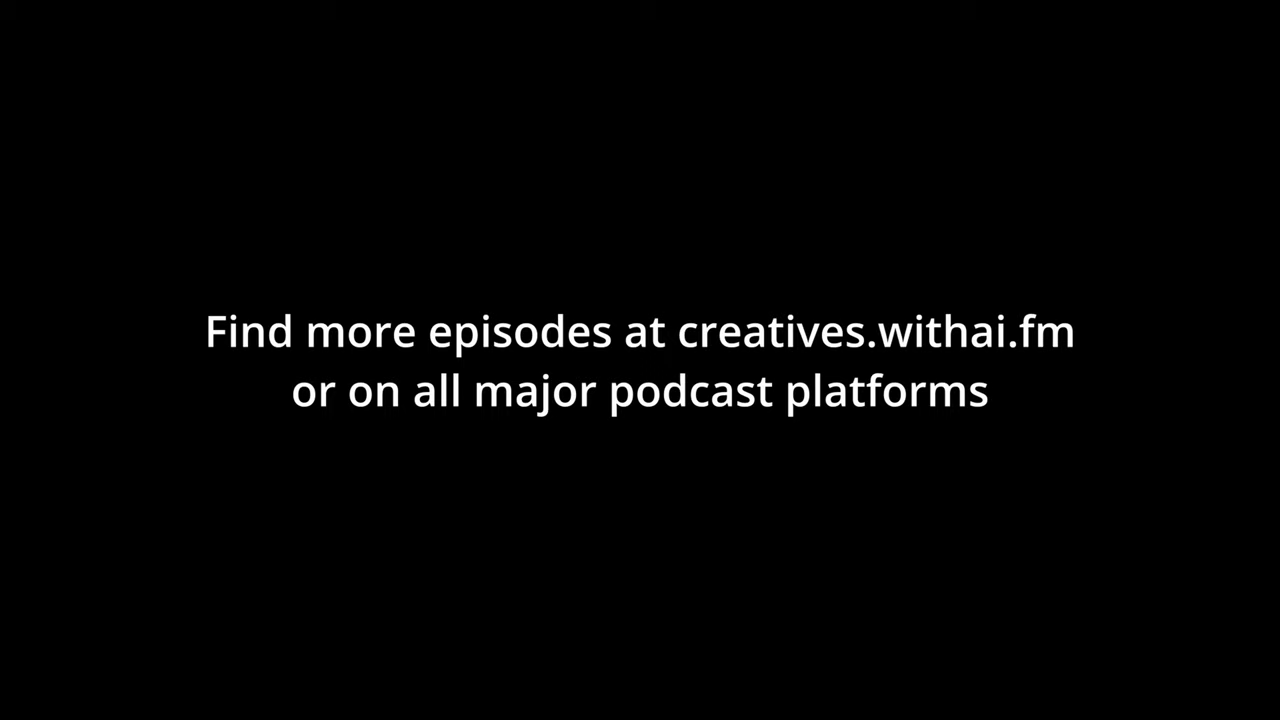 Find more episodes at creatives.withai.fm
or on all major podcast platforms